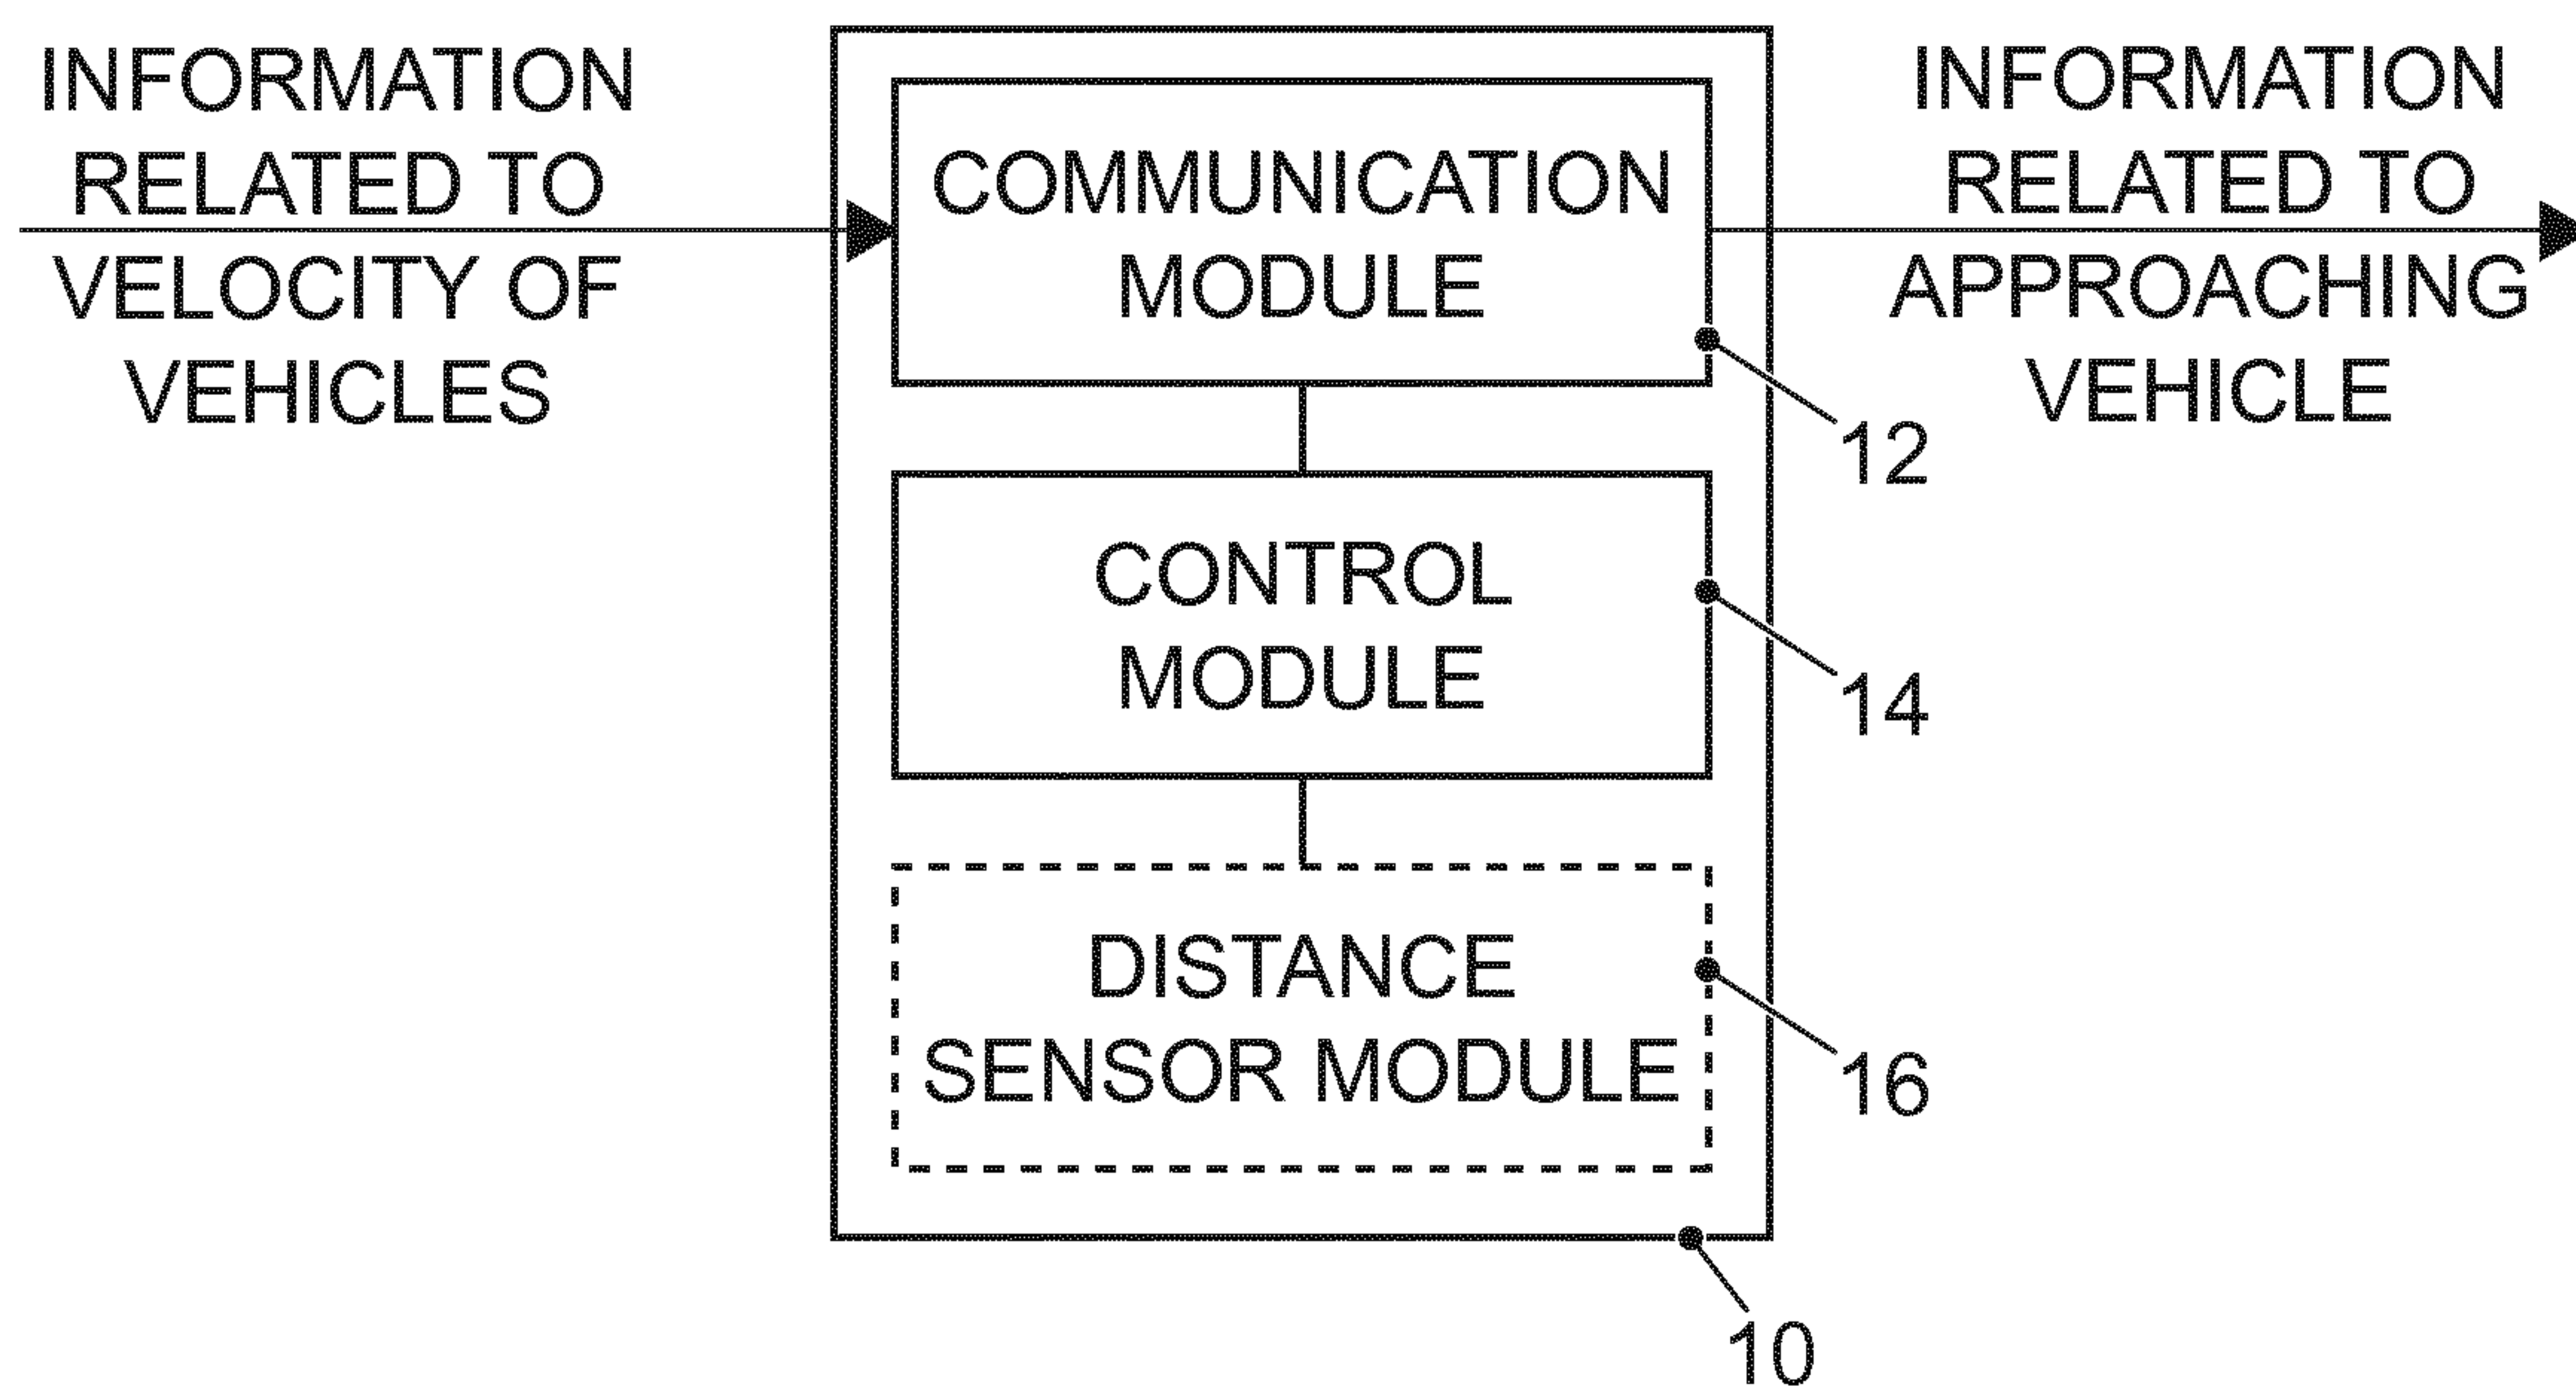 INFORMATION
RELATED TO
VELOCITY OF
VEHICLES
COMMUNICATION
MODULE
12
INFORMATION
RELATED TO
APPROACHING
VEHICLE
CONTROL
MODULE
14
DISTANCE
SENSOR MODULE
16
10